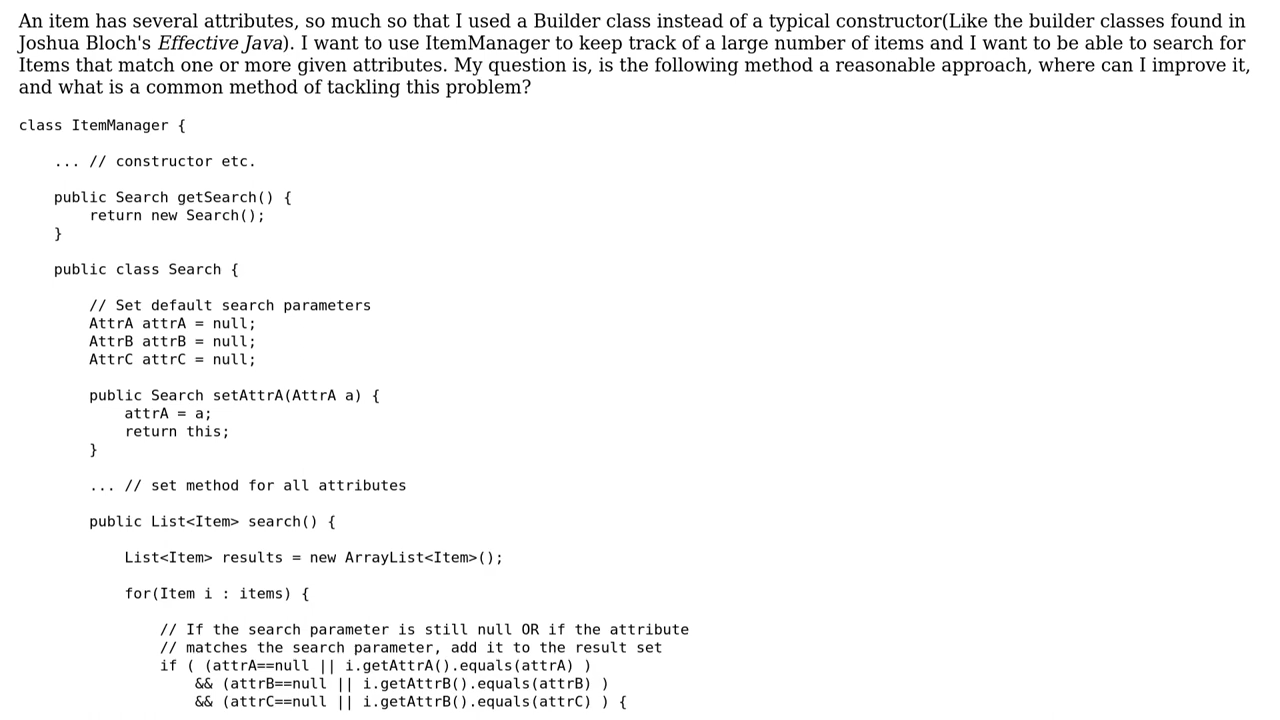 An item has several attributes, so much so that I used a Builder class instead of a typical constructor(Like the builder classes found in
Joshua Bloch's Effective Java). I want to use ItemManager to keep track of a large number of items and I want to be able to search for
Items that match one or more given attributes. My question is, is the following method a reasonable approach, where can I improve it,
and what is a common method of tackling this problem?
class ItemManager {
... // constructor etc.
public Search getSearch() {
return new Search();
}
public class Search {
// Set default search parameters
AttrA attrA = null;
AttrB attrB = null;
AttrC attrC = null;
public Search setAttrA(AttrA a) {
attrA = a;
return this;
}
... // set method for all attributes
public List<Item> search() {
List<Item> results = new ArrayList<Item>();
for(Item i : items) {
// If the search parameter is still null OR if the attribute
// matches the search parameter, add it to the result set
if ( (attrA==null || i.getAttrA().equals(attrA) )
&& (attrB==null || i.getAttrB().equals(attrB) )
&& (attrC==null || i.getAttrB().equals(attrC) ) {